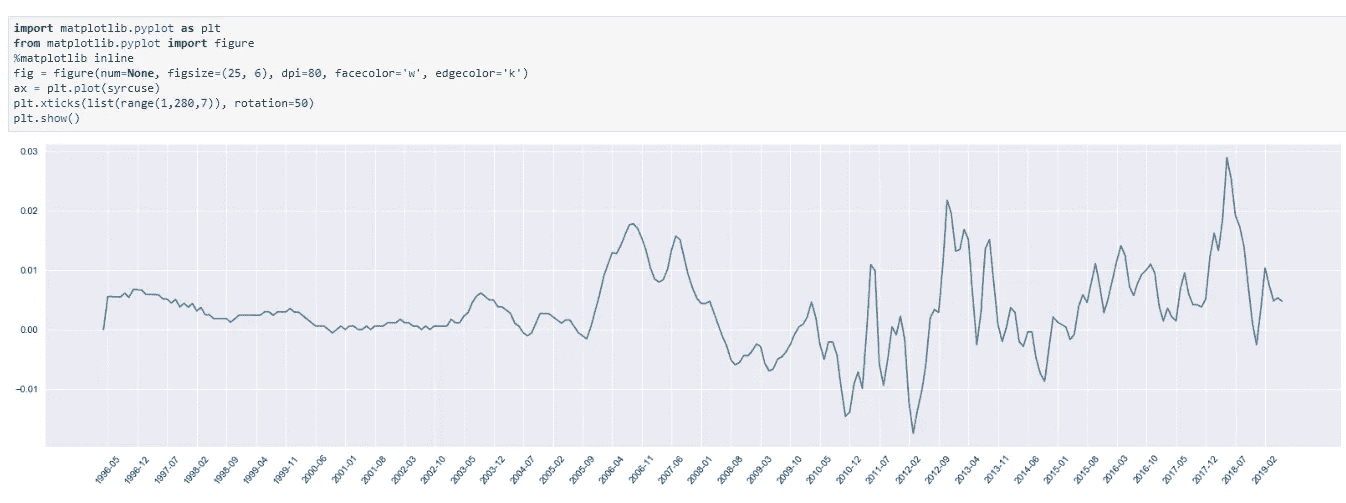 import matplotlib.pyplot as plt
from matplotlib.pyplot import figure
%matplotlib inline
fig = figure(num=None, figsize=(25, 6), dpi=80, facecolor='w', edgecolor='k')
ax = plt.plot(syrcuse)
plt.xticks(list(range(1,280,7)), rotation=50)
plt.show()
0.03
0.02
0.01
0.00
−0.01
1996-05 1996-12 1997-07 1998-02 1998-09 1999-04 1999-11 2000-06 2001-01 2001-08 2002-03 2002-10 2003-05 2003-12 2004-07 2005-02 2005-09 2006-04 2006-11 2007-06 2008-01 2008-08 2009-03 2009-10 2010-05 2010-12 2011-07 2012-02 2012-09 2013-04 2013-11 2014-06 2015-01 2015-08 2016-03 2016-10 2017-05 2017-12 2018-07 2019-02